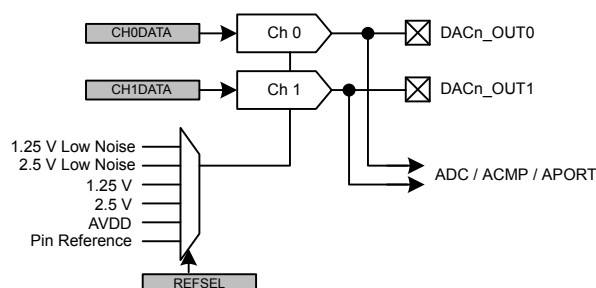 CH0DATA
Ch 0
DACn_OUT0
CH1DATA
Ch 1
DACn_OUT1
1.25 V Low Noise
2.5 V Low Noise
1.25 V
2.5 V
AVDD
Pin Reference
ADC / ACMP / APORT
REFSEL